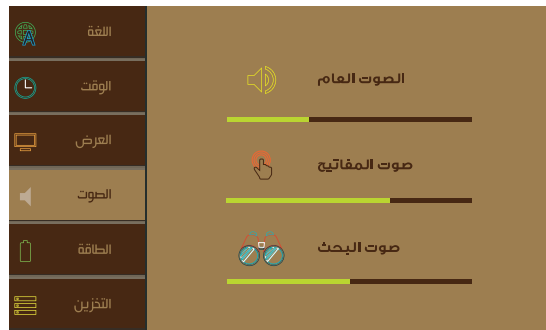 اللغة
الوقت
العرض
الصوت
الطاقة
التخزين
الصوت العام
صوت المفاتيح
صوت البحث